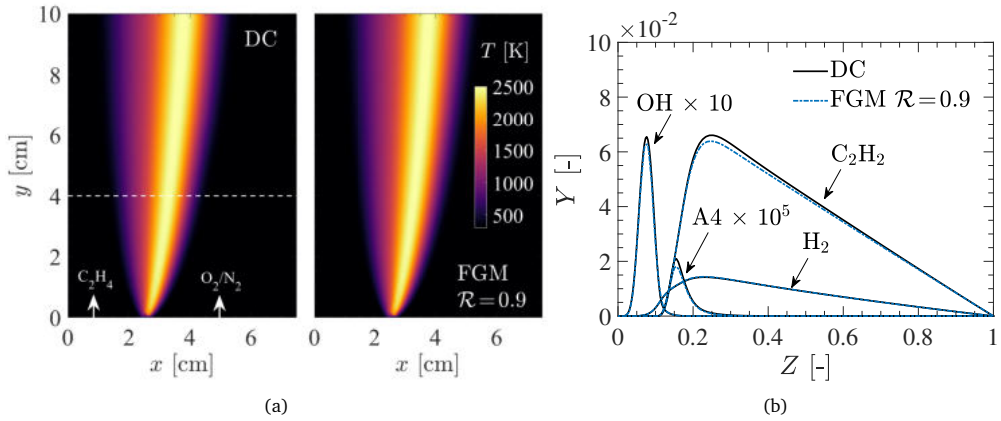 10
8
6
4
2
0
y [cm]
DC
C₂H₄
O₂/N₂
0 2 4 6
x [cm]
T [K]
2500
2000
1500
1000
500
FGM
ℛ = 0.9
0 2 4 6
x [cm]
(a)
×10⁻²
10
8
6
4
2
0
Y [-]
DC
FGM ℛ = 0.9
OH × 10
C₂H₂
A4 × 10⁵
H₂
0 0.2 0.4 0.6 0.8 1
Z [-]
(b)